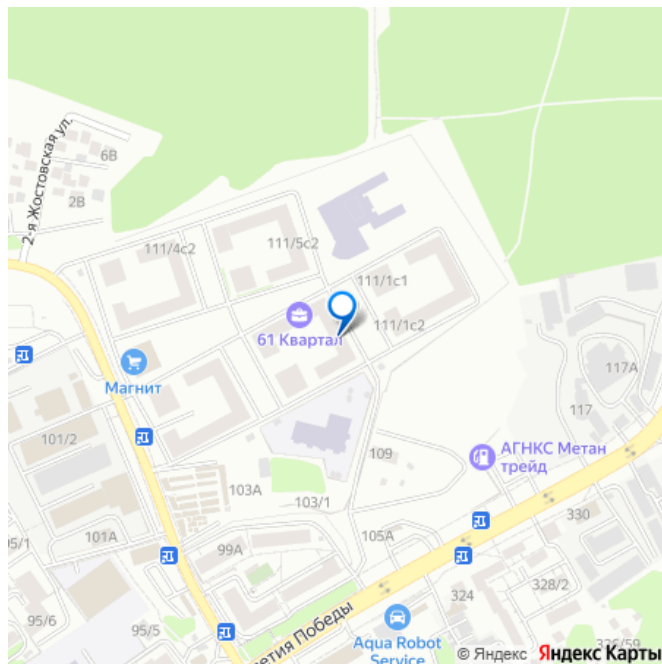 2-я Жостовская ул.
6В
2В
111/4с2
111/5с2
111/1с1
61 Квартал
111/1с2
Магнит
117А
117
101/2
109
АГНКС Метан
трейд
103А
103/1
330
101А
99А
105А
328/2
324
95/6
95/5
летия Победы
Aqua Robot
Service
© Яндекс Яндекс Карты